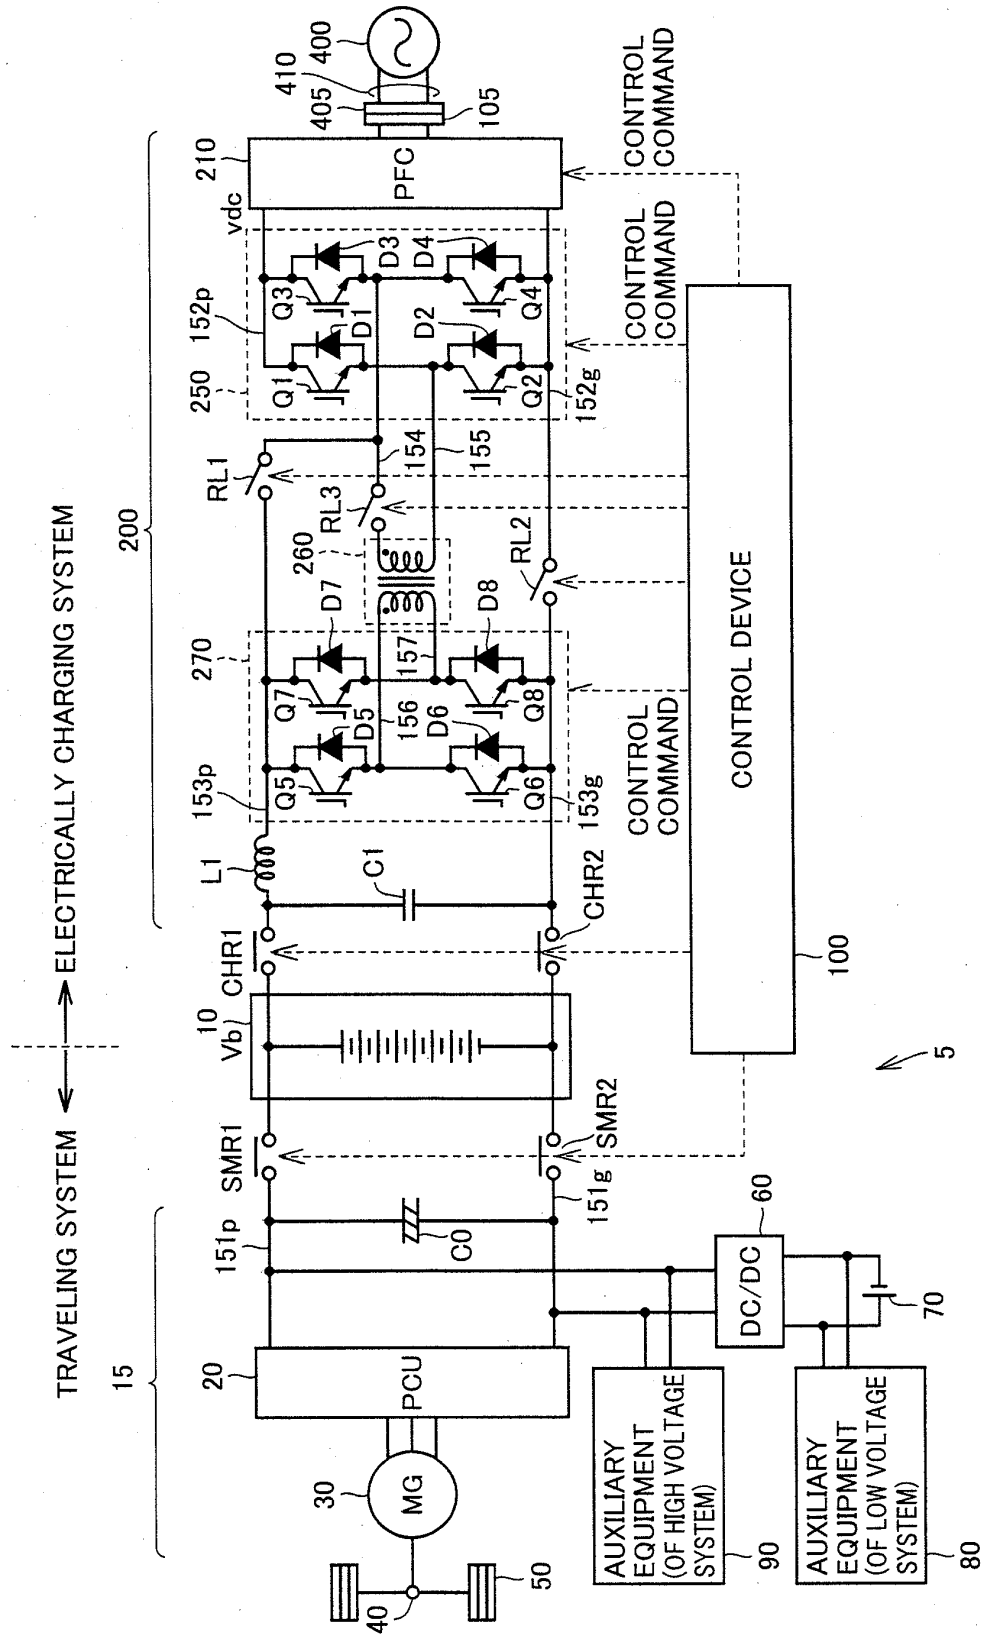 TRAVELING SYSTEM
ELECTRICALLY CHARGING SYSTEM
15
200
20
151p
SMR1
10
Vb
CHR1
L1
153p
270
RL1
250
152p
vdc
210
30
MG
PCU
C0
C1
Q5
D5
Q7
D7
156
157
Q6
D6
Q8
D8
260
RL3
154
155
Q1
D1
Q3
D3
Q2
D2
Q4
D4
PFC
405
410
400
105
40
50
151g
SMR2
CHR2
153g
RL2
152g
AUXILIARY
EQUIPMENT
(OF HIGH VOLTAGE
SYSTEM)
90
DC/DC
60
70
AUXILIARY
EQUIPMENT
(OF LOW VOLTAGE
SYSTEM)
80
CONTROL
COMMAND
CONTROL
COMMAND
CONTROL
COMMAND
CONTROL DEVICE
100
5